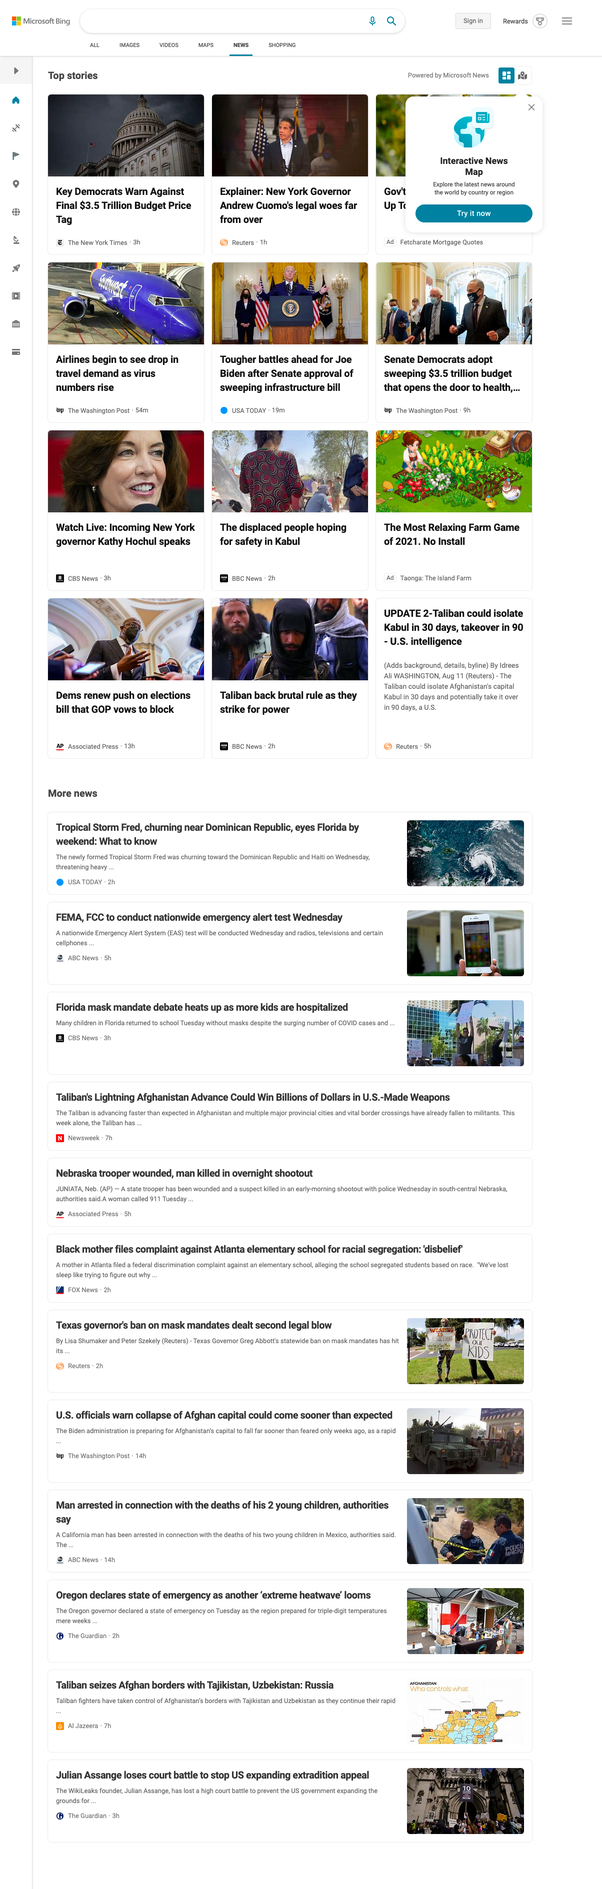 Microsoft Bing
Sign in
Rewards
ALL
IMAGES
VIDEOS
MAPS
NEWS
SHOPPING
Top stories
Powered by Microsoft News
Key Democrats Warn Against
Final $3.5 Trillion Budget Price
Tag
The New York Times · 3h
Explainer: New York Governor
Andrew Cuomo's legal woes far
from over
Reuters · 1h
Gov't
Up To
Ad Fetcharate Mortgage Quotes
Interactive News
Map
Explore the latest news around
the world by country or region
Try it now
Airlines begin to see drop in
travel demand as virus
numbers rise
The Washington Post · 54m
Tougher battles ahead for Joe
Biden after Senate approval of
sweeping infrastructure bill
USA TODAY · 19m
Senate Democrats adopt
sweeping $3.5 trillion budget
that opens the door to health,...
The Washington Post · 9h
Watch Live: Incoming New York
governor Kathy Hochul speaks
CBS News · 3h
The displaced people hoping
for safety in Kabul
BBC News · 2h
The Most Relaxing Farm Game
of 2021. No Install
Ad Taonga: The Island Farm
Dems renew push on elections
bill that GOP vows to block
Associated Press · 13h
Taliban back brutal rule as they
strike for power
BBC News · 2h
UPDATE 2-Taliban could isolate
Kabul in 30 days, takeover in 90
- U.S. intelligence
(Adds background, details, byline) By Idrees
Ali WASHINGTON, Aug 11 (Reuters) - The
Taliban could isolate Afghanistan's capital
Kabul in 30 days and potentially take it over
in 90 days, a U.S.
Reuters · 5h
More news
Tropical Storm Fred, churning near Dominican Republic, eyes Florida by
weekend: What to know
The newly formed Tropical Storm Fred was churning toward the Dominican Republic and Haiti on Wednesday,
threatening heavy ...
USA TODAY · 2h
FEMA, FCC to conduct nationwide emergency alert test Wednesday
A nationwide Emergency Alert System (EAS) test will be conducted Wednesday and radios, televisions and certain
cellphones ...
ABC News · 5h
Florida mask mandate debate heats up as more kids are hospitalized
Many children in Florida returned to school Tuesday without masks despite the surging number of COVID cases and ...
CBS News · 3h
Taliban's Lightning Afghanistan Advance Could Win Billions of Dollars in U.S.-Made Weapons
The Taliban is advancing faster than expected in Afghanistan and multiple major provincial cities and vital border crossings have already fallen to militants. This
week alone, the Taliban has ...
Newsweek · 7h
Nebraska trooper wounded, man killed in overnight shootout
JUNIATA, Neb. (AP) — A state trooper has been wounded and a suspect killed in an early-morning shootout with police Wednesday in south-central Nebraska,
authorities said.A woman called 911 Tuesday ...
Associated Press · 5h
Black mother files complaint against Atlanta elementary school for racial segregation: 'disbelief'
A mother in Atlanta filed a federal discrimination complaint against an elementary school, alleging the school segregated students based on race. "We've lost
sleep like trying to figure out why ...
FOX News · 2h
Texas governor's ban on mask mandates dealt second legal blow
By Lisa Shumaker and Peter Szekely (Reuters) - Texas Governor Greg Abbott's statewide ban on mask mandates has hit
its ...
Reuters · 2h
PROTECT
OUR
KIDS
U.S. officials warn collapse of Afghan capital could come sooner than expected
The Biden administration is preparing for Afghanistan's capital to fall far sooner than feared only weeks ago, as a rapid
...
The Washington Post · 14h
Man arrested in connection with the deaths of his 2 young children, authorities
say
A California man has been arrested in connection with the deaths of his two young children in Mexico, authorities said.
The ...
ABC News · 14h
Oregon declares state of emergency as another 'extreme heatwave' looms
The Oregon governor declared a state of emergency on Tuesday as the region prepared for triple-digit temperatures
mere weeks ...
The Guardian · 2h
Taliban seizes Afghan borders with Tajikistan, Uzbekistan: Russia
Taliban fighters have taken control of Afghanistan's borders with Tajikistan and Uzbekistan as they continue their rapid
...
Al Jazeera · 7h
AFGHANISTAN
Who controls what
Julian Assange loses court battle to stop US expanding extradition appeal
The WikiLeaks founder, Julian Assange, has lost a high court battle to prevent the US government expanding the
grounds for ...
The Guardian · 3h